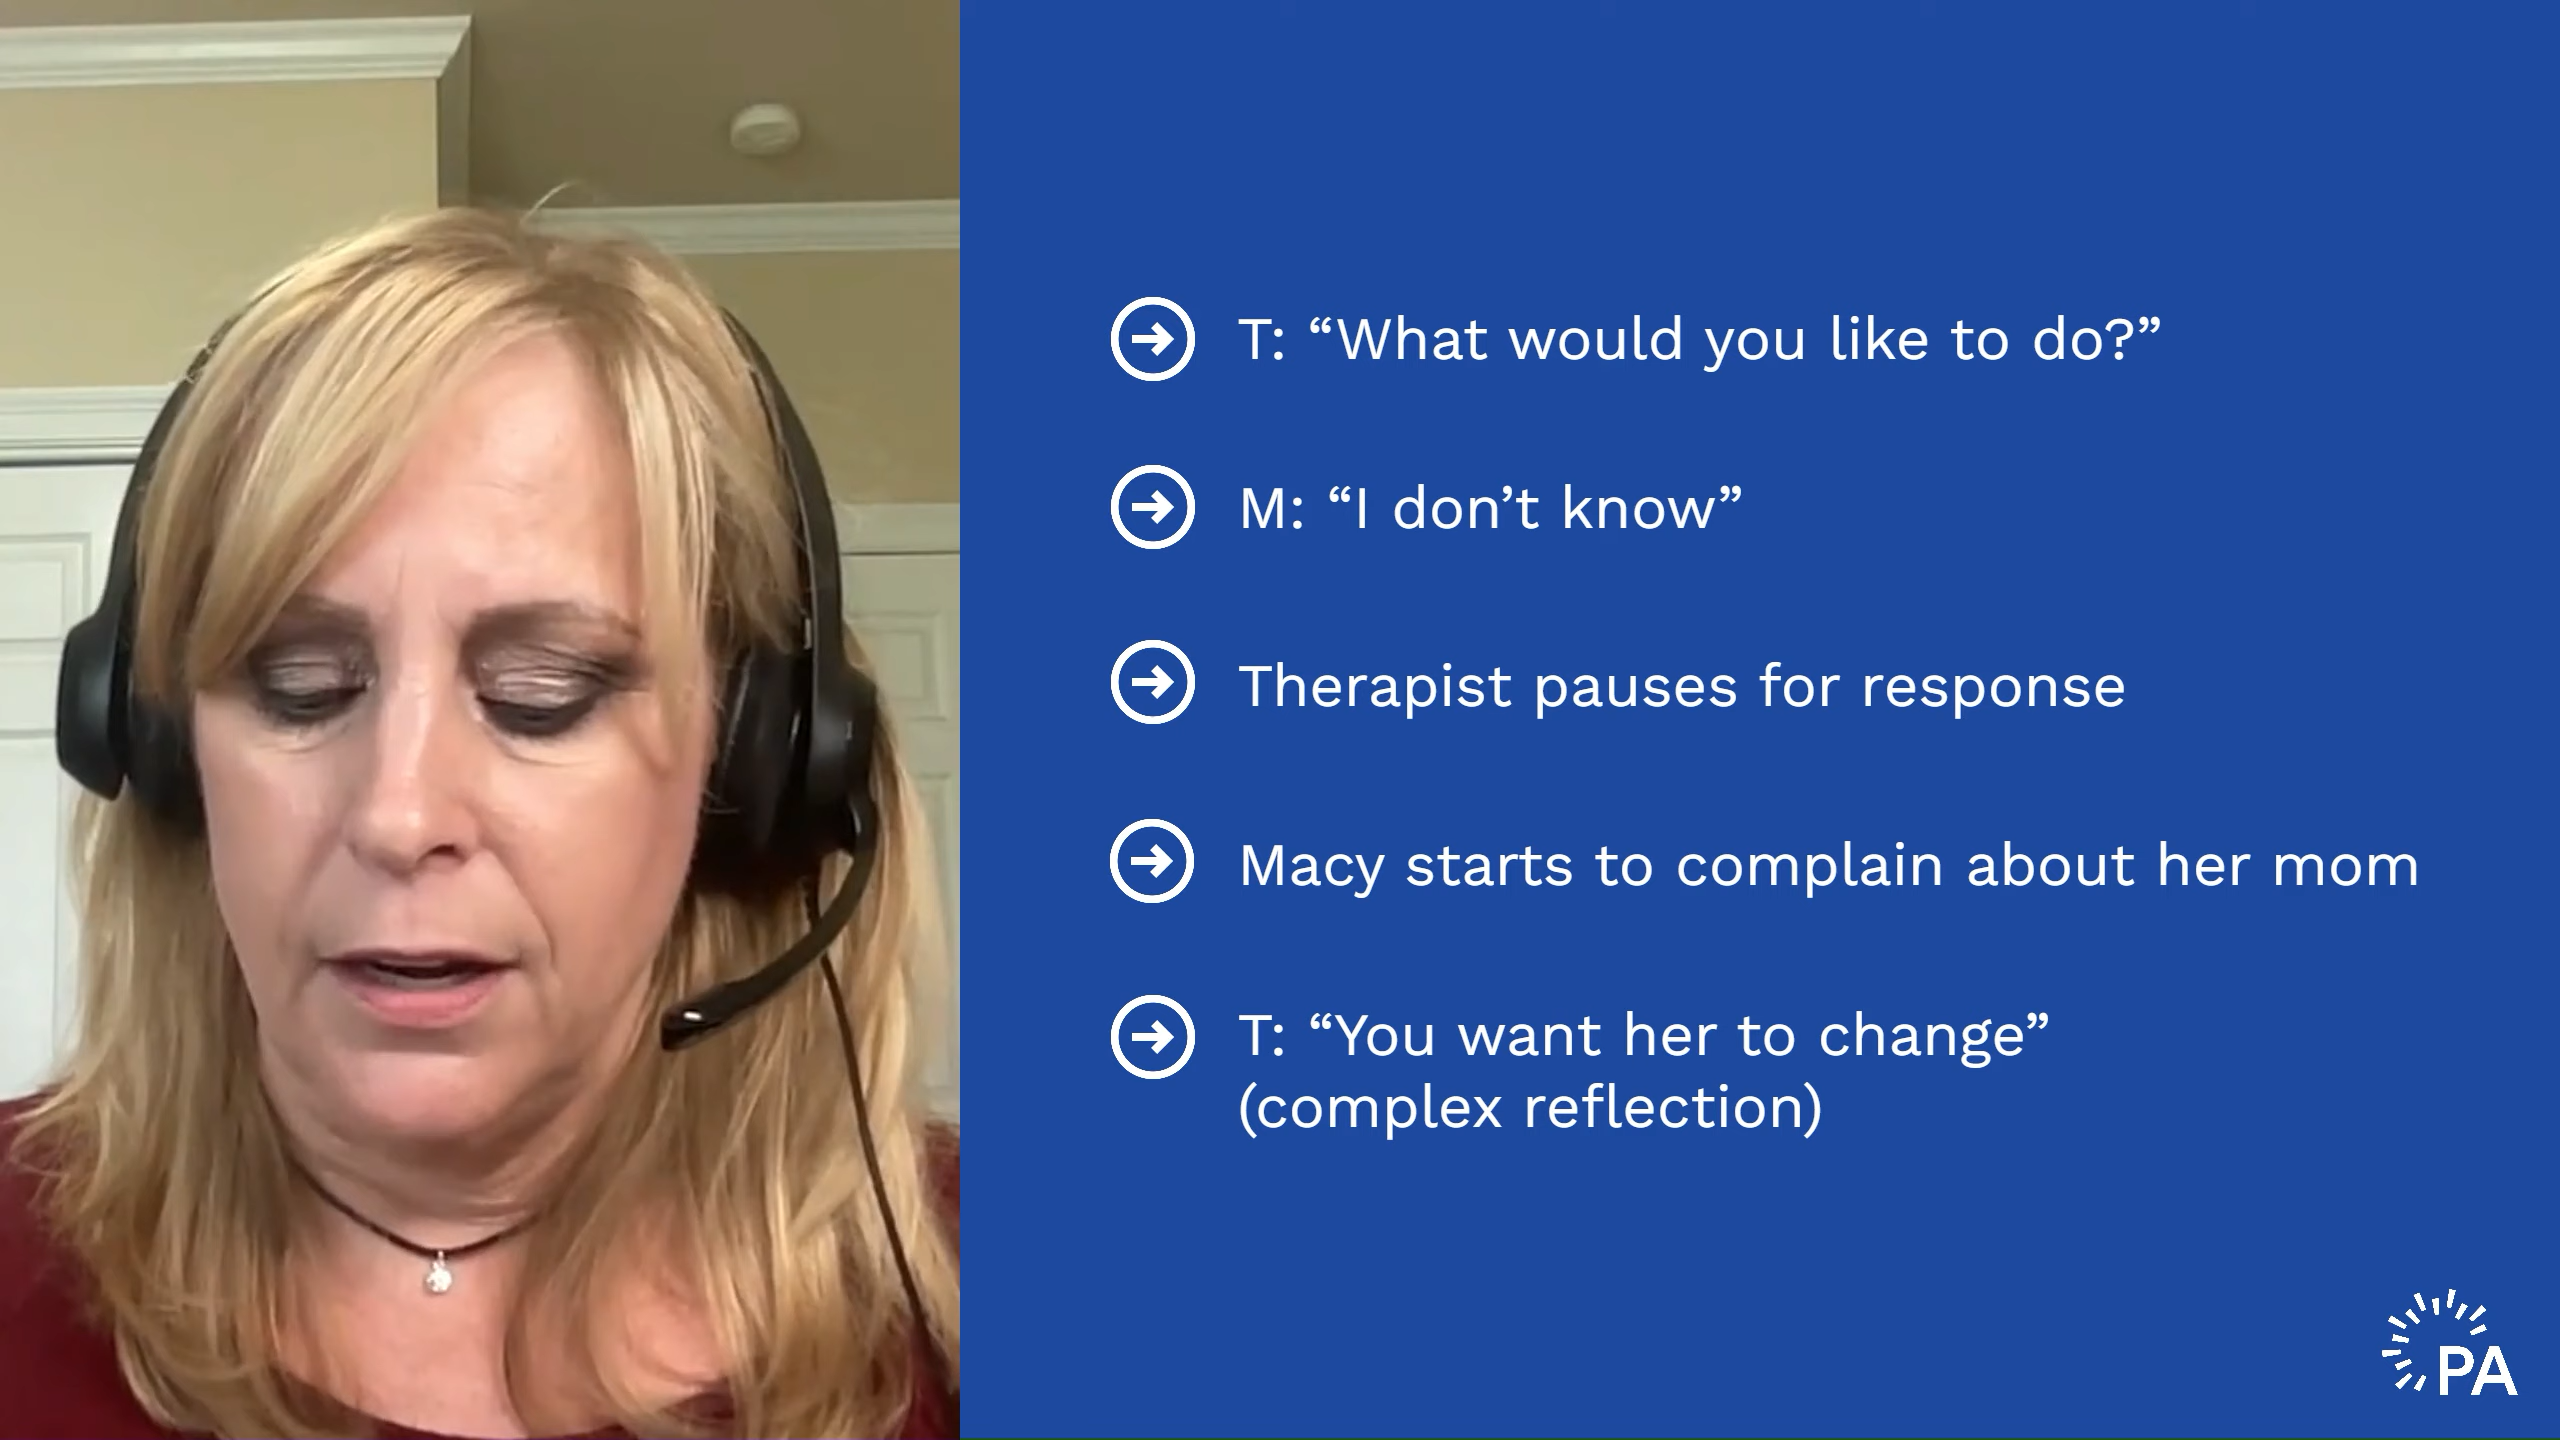 T: “What would you like to do?”
M: “I don’t know”
Therapist pauses for response
Macy starts to complain about her mom
T: “You want her to change”
(complex reflection)
PA